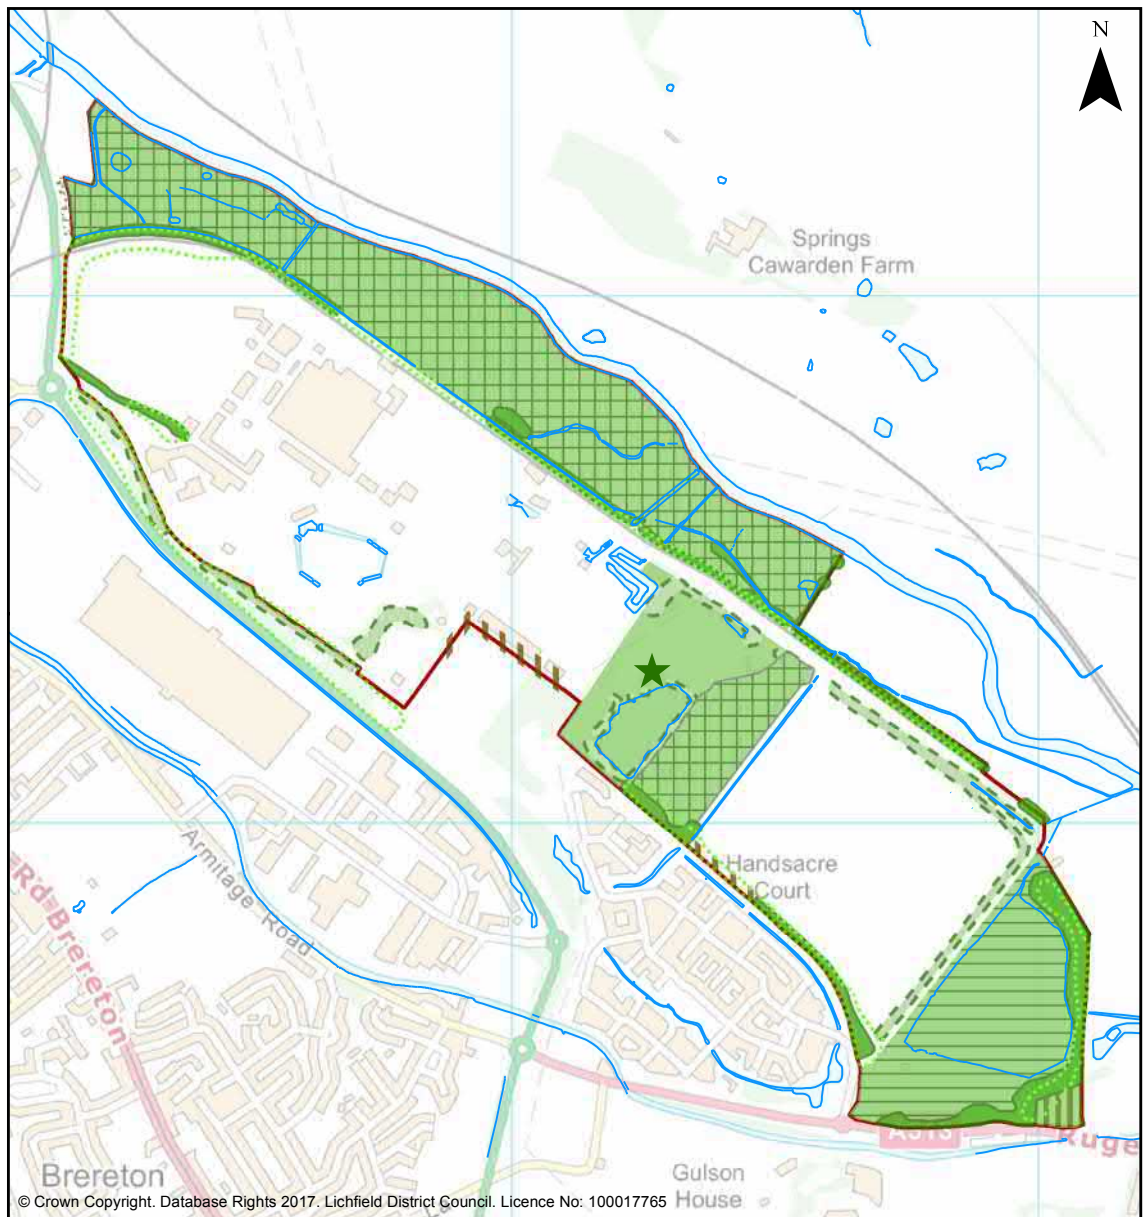 N
Springs
Cawarden Farm
Handsacre
Court
Armitage Road
Rd Brereton
Brereton
Gulson
House
© Crown Copyright. Database Rights 2017. Lichfield District Council. Licence No: 100017765